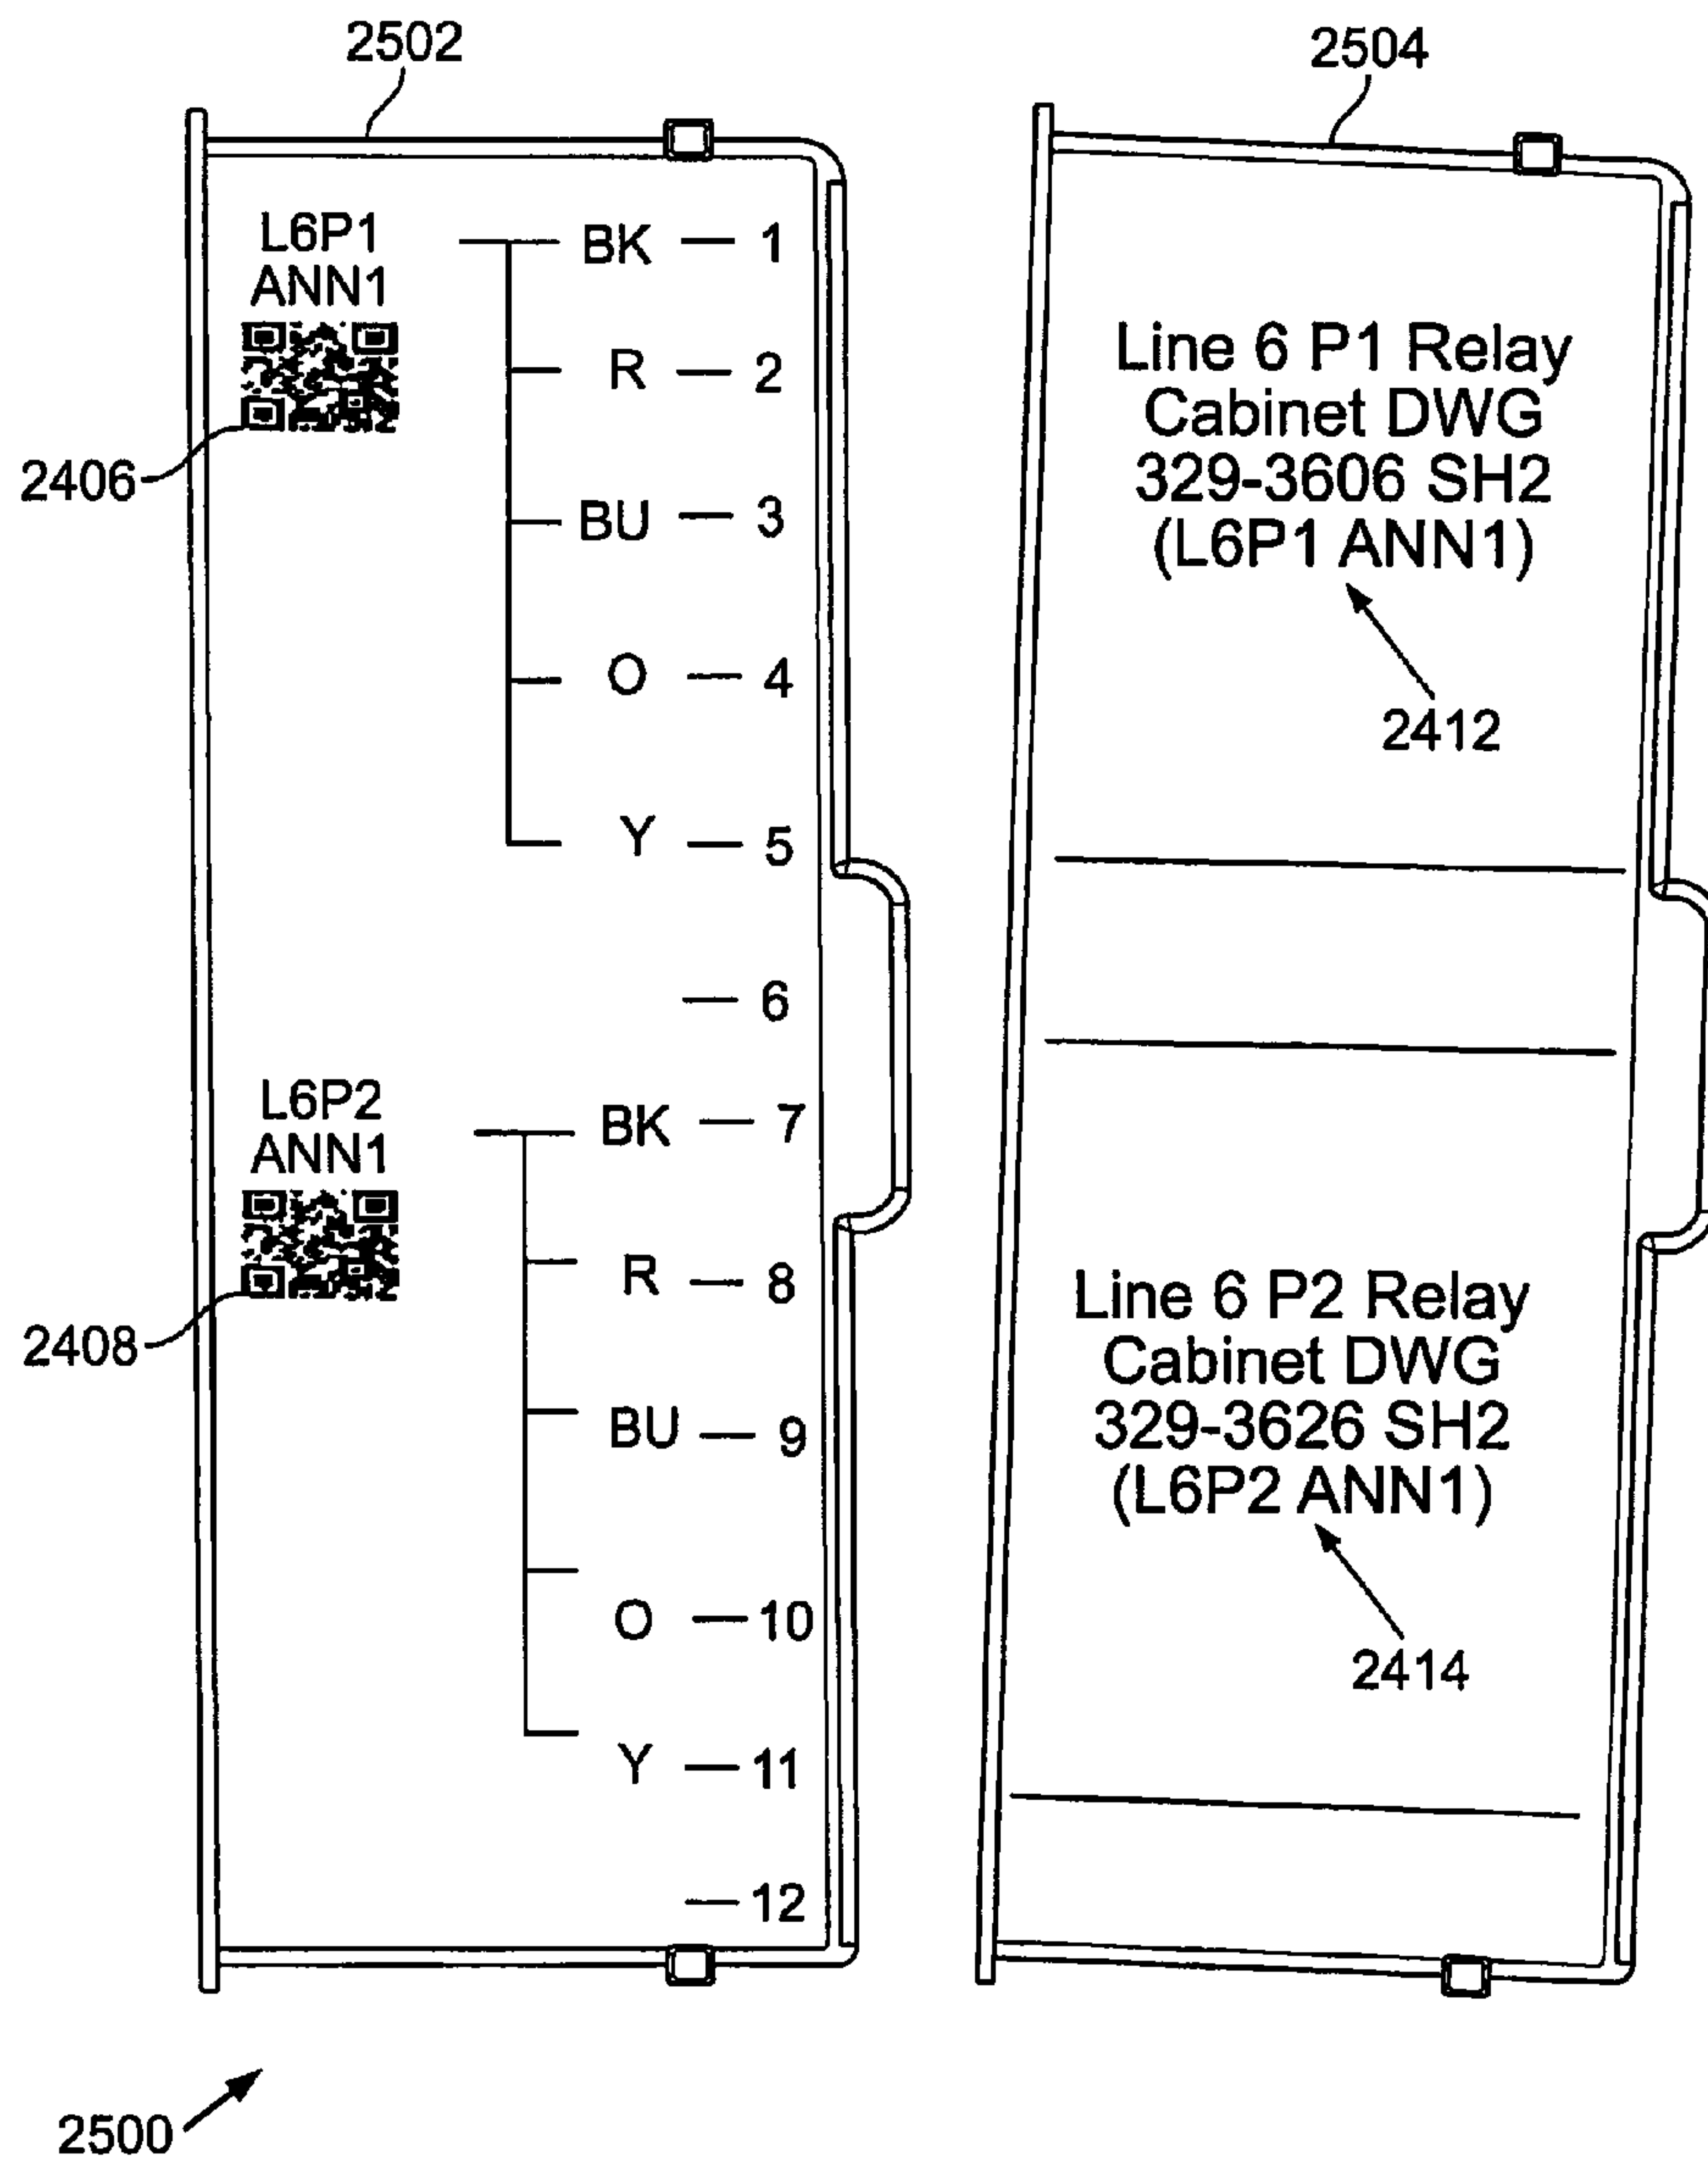 2502
2504
L6P1
ANN1
BK 1
R 2
BU 3
O 4
Y 5
6
L6P2
ANN1
BK 7
R 8
BU 9
O 10
Y 11
12
2406
2408
Line 6 P1 Relay
Cabinet DWG
329-3606 SH2
(L6P1 ANN1)
2412
Line 6 P2 Relay
Cabinet DWG
329-3626 SH2
(L6P2 ANN1)
2414
2500